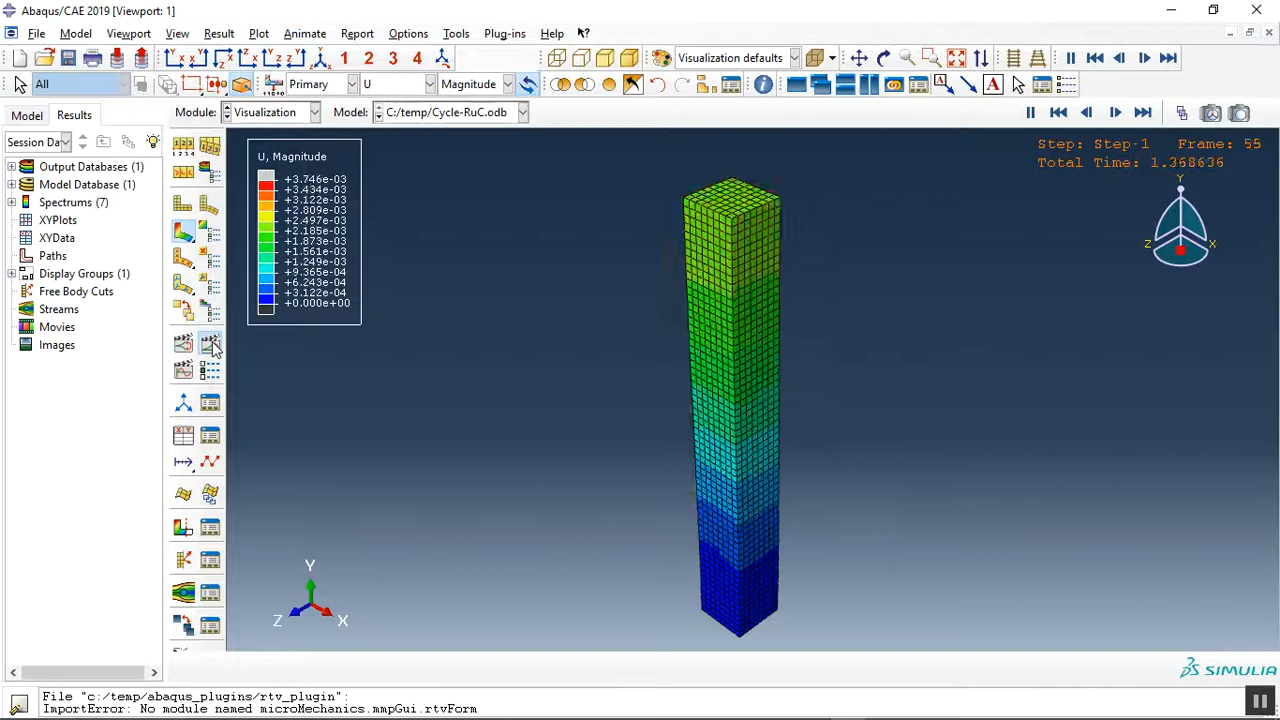 Abaqus/CAE 2019 [Viewport: 1]
File Model Viewport View Result Plot Animate Report Options Tools Plug-ins Help
1 2 3 4 Visualization defaults
All Primary U Magnitude
Model Results Module: Visualization Model: C:/temp/Cycle-RuC.odb
Session Da
Output Databases (1)
Model Database (1)
Spectrums (7)
XYPlots
XYData
Paths
Display Groups (1)
Free Body Cuts
Streams
Movies
Images
U, Magnitude
+3.746e-03
+3.434e-03
+3.122e-03
+2.809e-03
+2.497e-03
+2.185e-03
+1.873e-03
+1.561e-03
+1.249e-03
+9.365e-04
+6.243e-04
+3.122e-04
+0.000e+00
Step: Step-1 Frame: 55
Total Time: 1.368636
Y
Z X
Y
Z X
SIMULIA
File "c:/temp/abaqus_plugins/rtv_plugin":
ImportError: No module named microMechanics.mmpGui.rtvForm